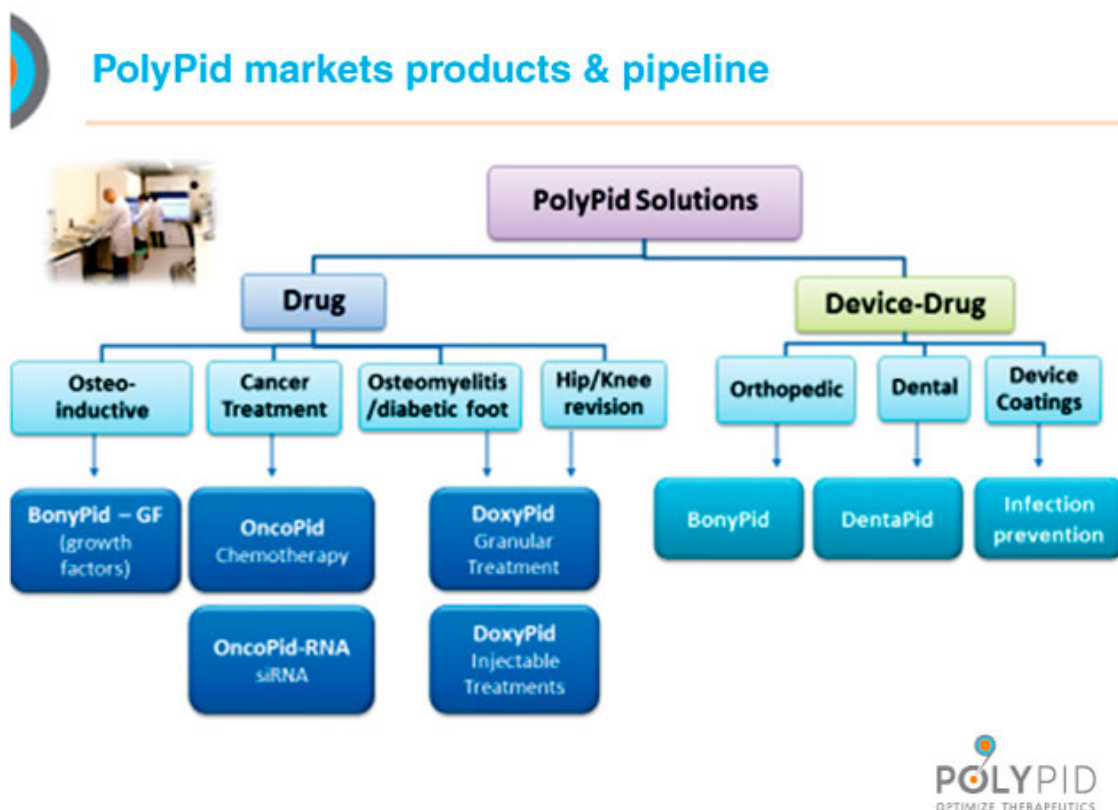 PolyPid markets products & pipeline
PolyPid Solutions
Drug
Device-Drug
Osteo-
inductive
Cancer
Treatment
Osteomyelitis
/diabetic foot
Hip/Knee
revision
Orthopedic
Dental
Device
Coatings
BonyPid – GF
(growth
factors)
OncoPid
Chemotherapy
DoxyPid
Granular
Treatment
BonyPid
DentaPid
Infection
prevention
OncoPid-RNA
siRNA
DoxyPid
Injectable
Treatments
POLYPID
OPTIMIZE THERAPEUTICS